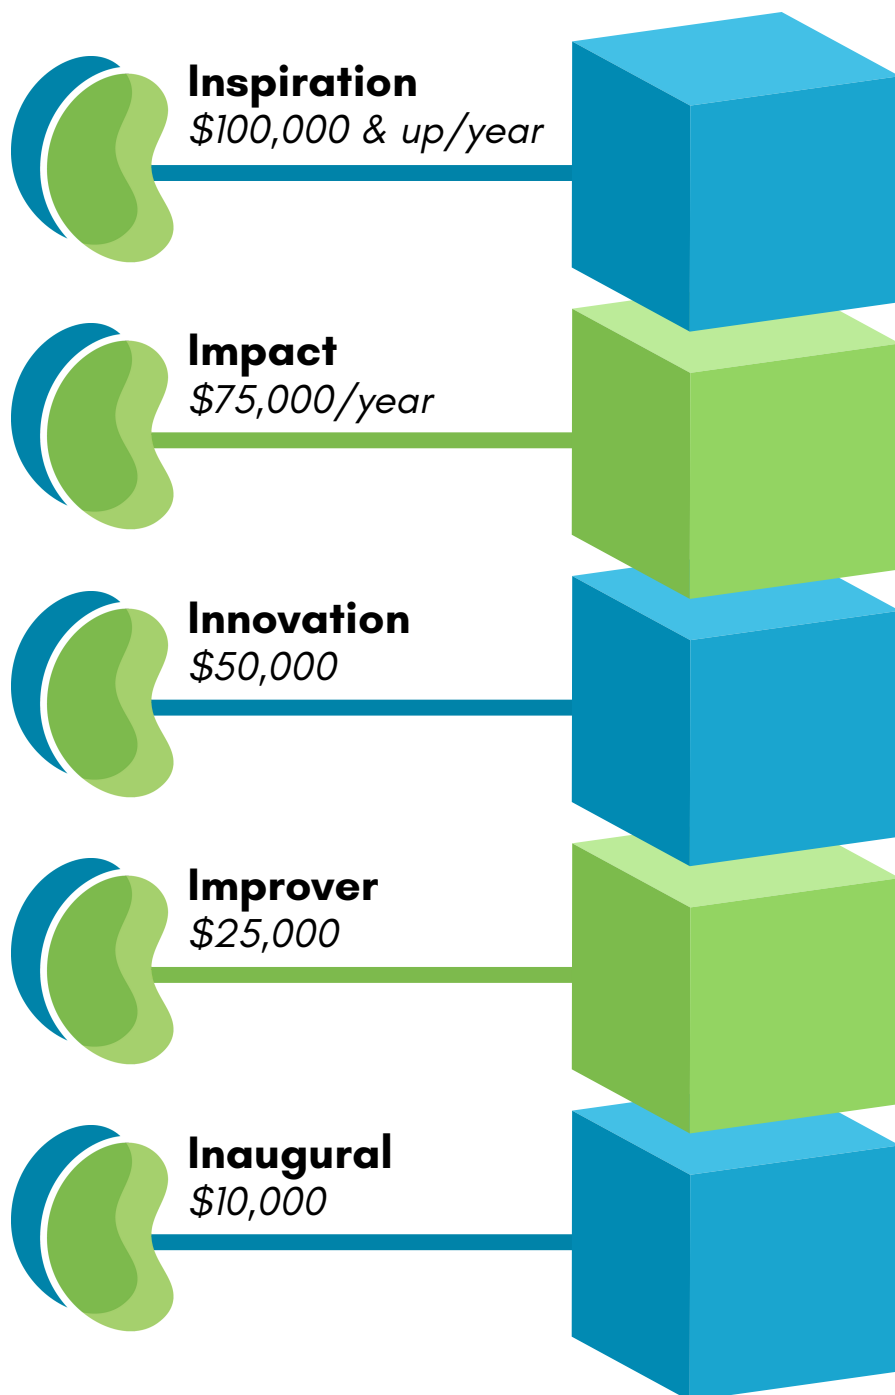 Inspiration
$100,000 & up/year
Impact
$75,000/year
Innovation
$50,000
Improver
$25,000
Inaugural
$10,000